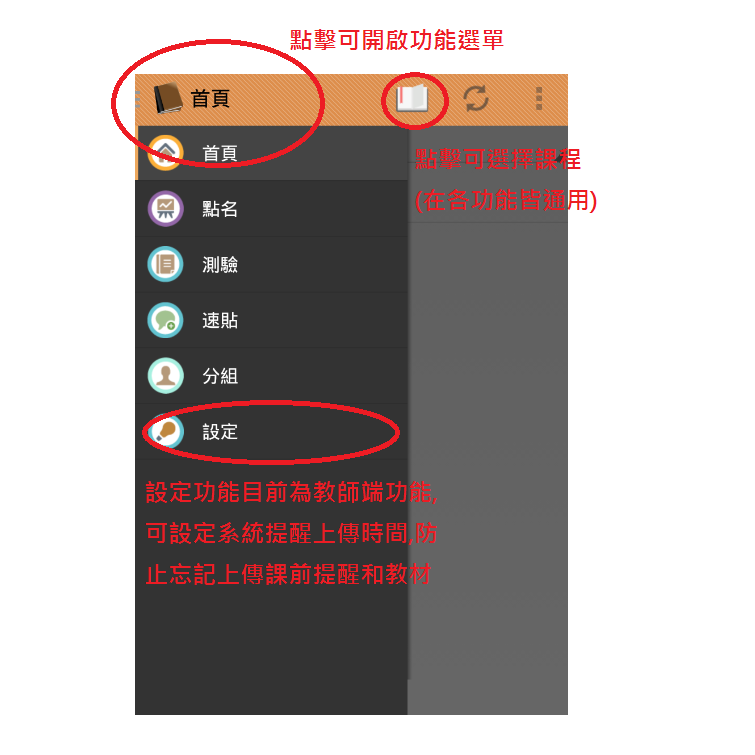 點擊可開啟功能選單
首頁
首頁
點擊可選擇課程
點名
(在各功能皆通用)
測驗
速貼
分組
設定
設定功能目前為教師端功能,
可設定系統提醒上傳時間,防
止忘記上傳課前提醒和教材